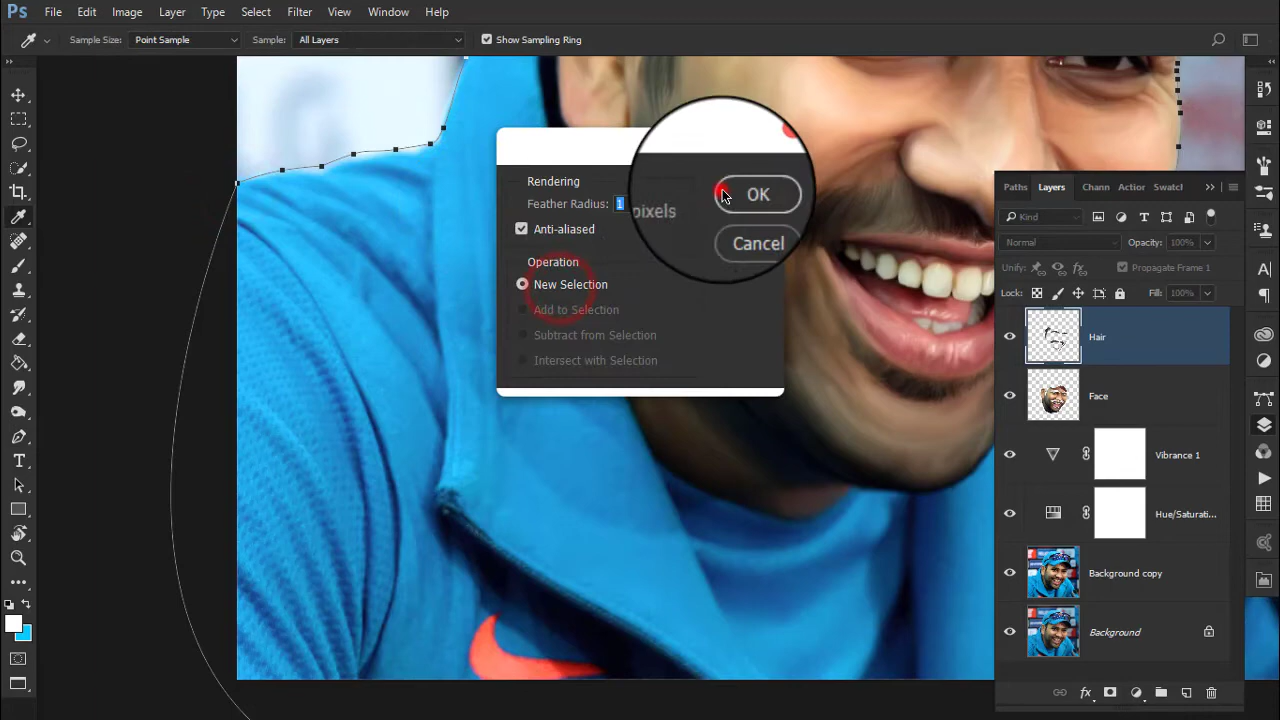 Ps File Edit Image Layer Type Select Filter View Window Help
Sample Size: Point Sample Sample: All Layers Show Sampling Ring
Rendering
Feather Radius: 1 pixels
Anti-aliased
Operation
New Selection
Add to Selection
Subtract from Selection
Intersect with Selection
OK
Cancel
Paths Layers Chann Actior Swatcl
Kind
Normal Opacity: 100%
Unify: Propagate Frame 1
Lock: Fill: 100%
Hair
Face
Vibrance 1
Hue/Saturati...
Background copy
Background